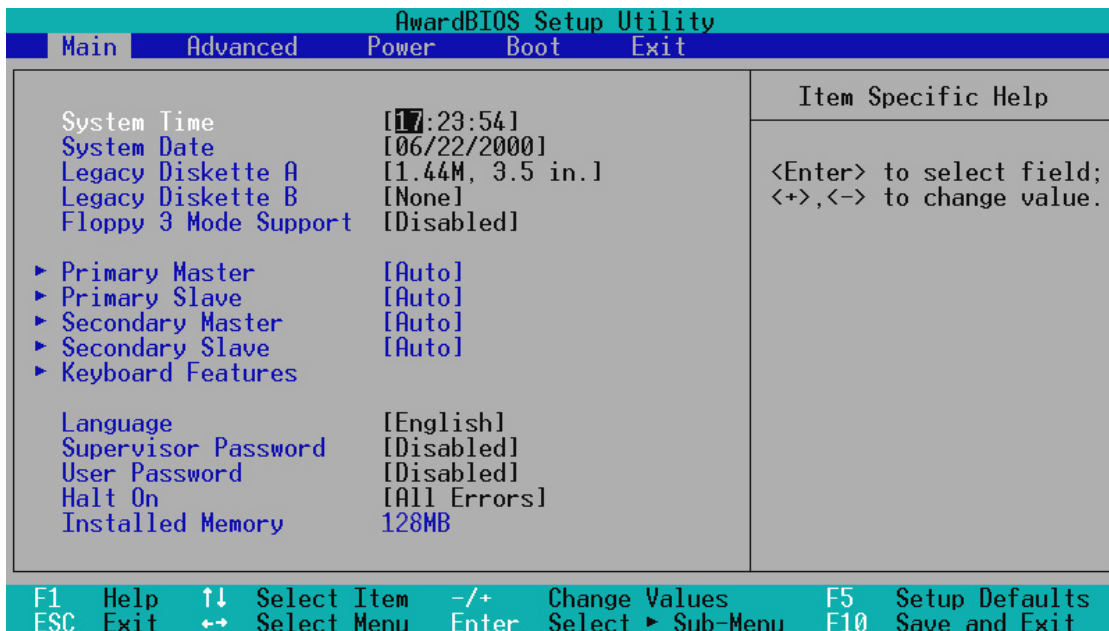 AwardBIOS Setup Utility
Main Advanced Power Boot Exit
Item Specific Help
System Time [17:23:54]
System Date [06/22/2000]
Legacy Diskette A [1.44M, 3.5 in.]
<Enter> to select field;
Legacy Diskette B [None]
<+>,<-> to change value.
Floppy 3 Mode Support [Disabled]
► Primary Master [Auto]
► Primary Slave [Auto]
► Secondary Master [Auto]
► Secondary Slave [Auto]
► Keyboard Features
Language [English]
Supervisor Password [Disabled]
User Password [Disabled]
Halt On [All Errors]
Installed Memory 128MB
F1 Help ↑↓ Select Item -/+ Change Values F5 Setup Defaults
ESC Exit ←→ Select Menu Enter Select ► Sub-Menu F10 Save and Exit